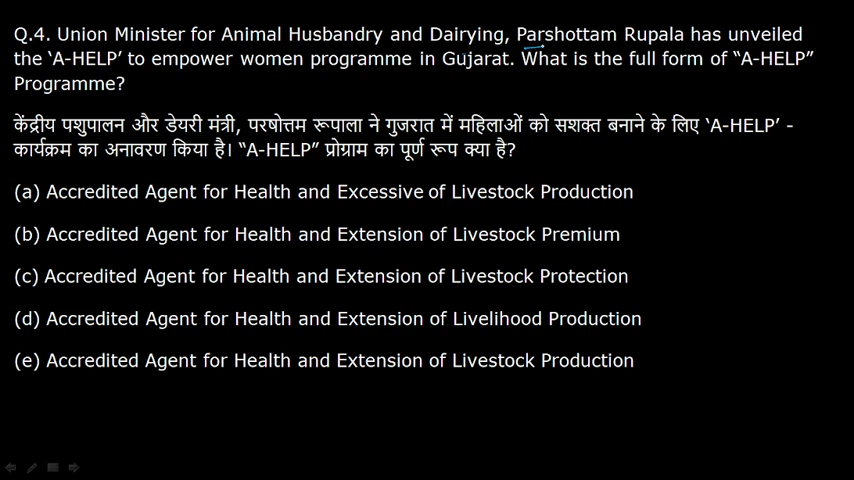 Q.4. Union Minister for Animal Husbandry and Dairying, Parshottam Rupala has unveiled
the ‘A-HELP’ to empower women programme in Gujarat. What is the full form of “A-HELP”
Programme?
केंद्रीय पशुपालन और डेयरी मंत्री, परषोत्तम रूपाला ने गुजरात में महिलाओं को सशक्त बनाने के लिए ‘A-HELP’ -
कार्यक्रम का अनावरण किया है। “A-HELP” प्रोग्राम का पूर्ण रूप क्या है?
(a) Accredited Agent for Health and Excessive of Livestock Production
(b) Accredited Agent for Health and Extension of Livestock Premium
(c) Accredited Agent for Health and Extension of Livestock Protection
(d) Accredited Agent for Health and Extension of Livelihood Production
(e) Accredited Agent for Health and Extension of Livestock Production